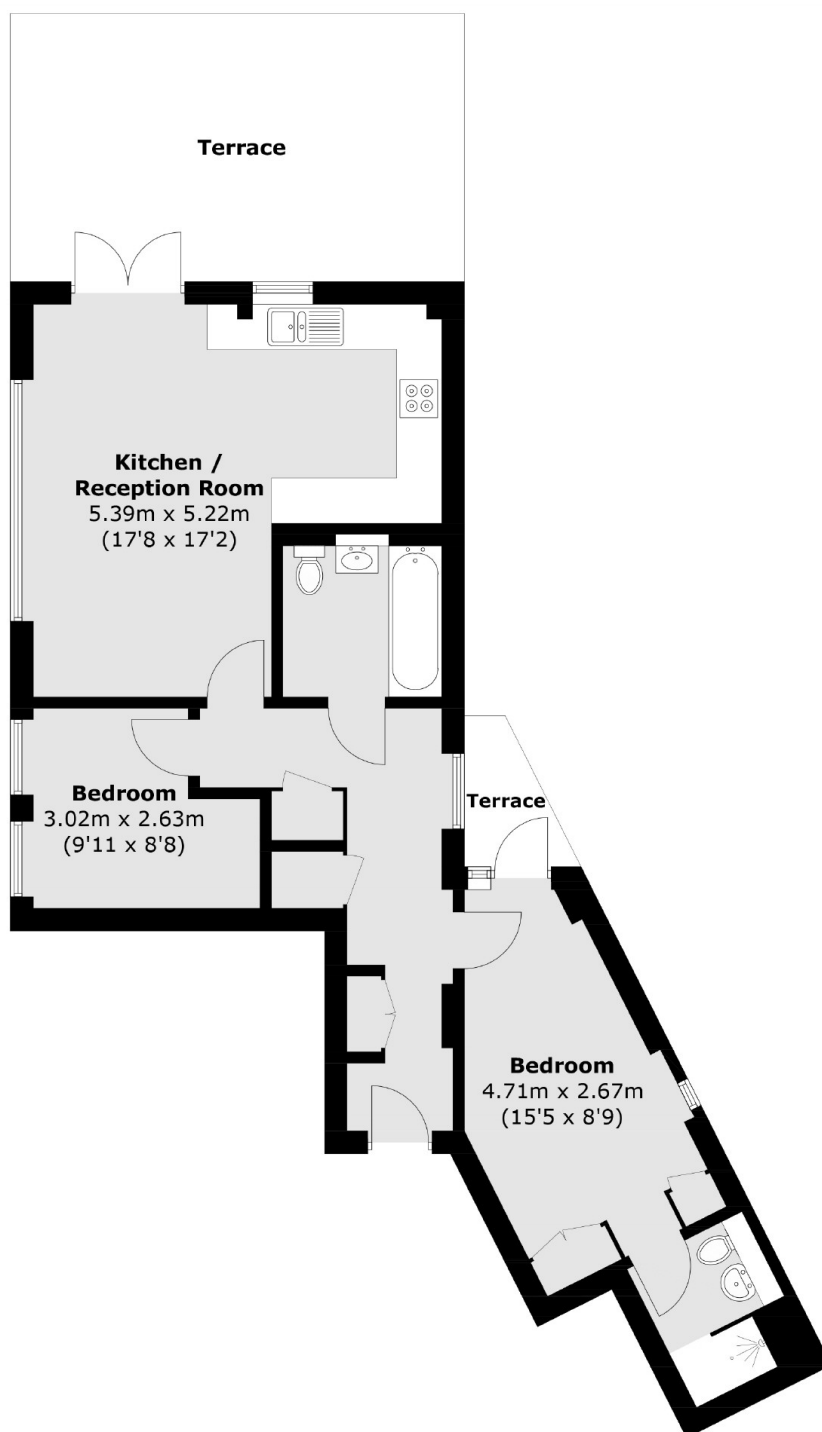 Terrace
Kitchen /
Reception Room
5.39m x 5.22m
(17'8 x 17'2)
Bedroom
3.02m x 2.63m
(9'11 x 8'8)
Terrace
Bedroom
4.71m x 2.67m
(15'5 x 8'9)